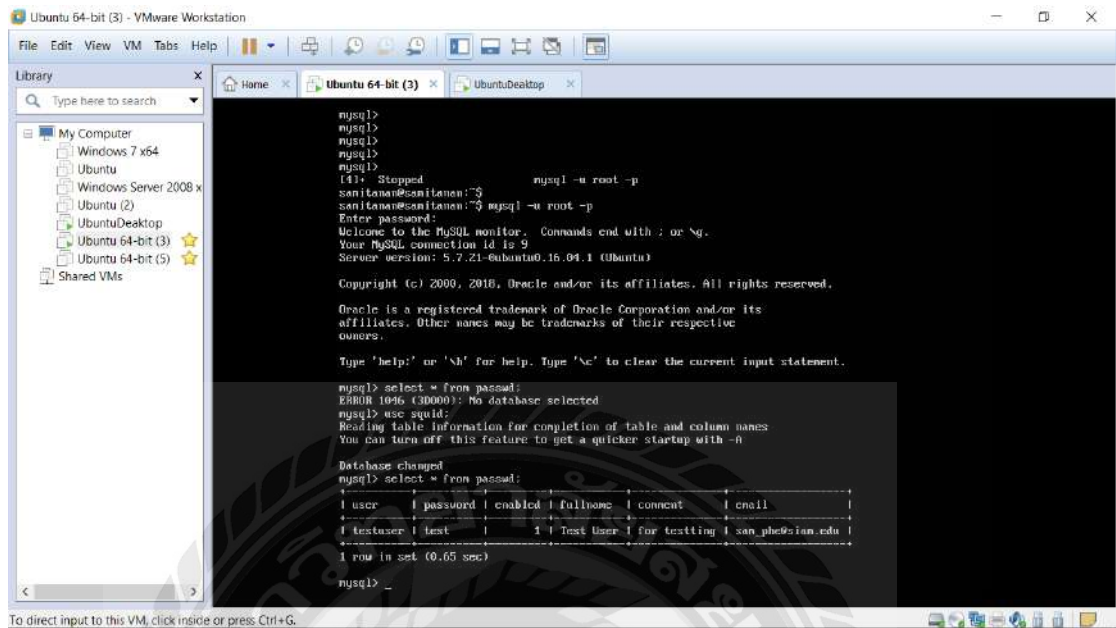 Ubuntu 64-bit (3) - VMware Workstation
File Edit View VM Tabs Help
Library
Type here to search
My Computer
Windows 7 x64
Ubuntu
Windows Server 2008 x
Ubuntu (2)
UbuntuDeaktop
Ubuntu 64-bit (3)
Ubuntu 64-bit (5)
Shared VMs
Home
Ubuntu 64-bit (3)
UbuntuDeaktop
mysql>
mysql>
mysql>
mysql>
mysql>
[4]+ Stopped mysql -u root -p
sanitanan@sanitanan:~$
sanitanan@sanitanan:~$ mysql -u root -p
Enter password:
Welcome to the MySQL monitor. Commands end with ; or \g.
Your MySQL connection id is 9
Server version: 5.7.21-0ubuntu0.16.04.1 (Ubuntu)
Copyright (c) 2000, 2018, Oracle and/or its affiliates. All rights reserved.
Oracle is a registered trademark of Oracle Corporation and/or its
affiliates. Other names may be trademarks of their respective
owners.
Type 'help;' or '\h' for help. Type '\c' to clear the current input statement.
mysql> select * from passwd;
ERROR 1046 (3D000): No database selected
mysql> use squid;
Reading table information for completion of table and column names
You can turn off this feature to get a quicker startup with -A
Database changed
mysql> select * from passwd;
| user | password | enabled | fullname | comment | email |
| testuser | test | 1 | Test User | for testting | san_phe@siam.edu |
1 row in set (0.65 sec)
mysql> _
To direct input to this VM, click inside or press Ctrl+G.